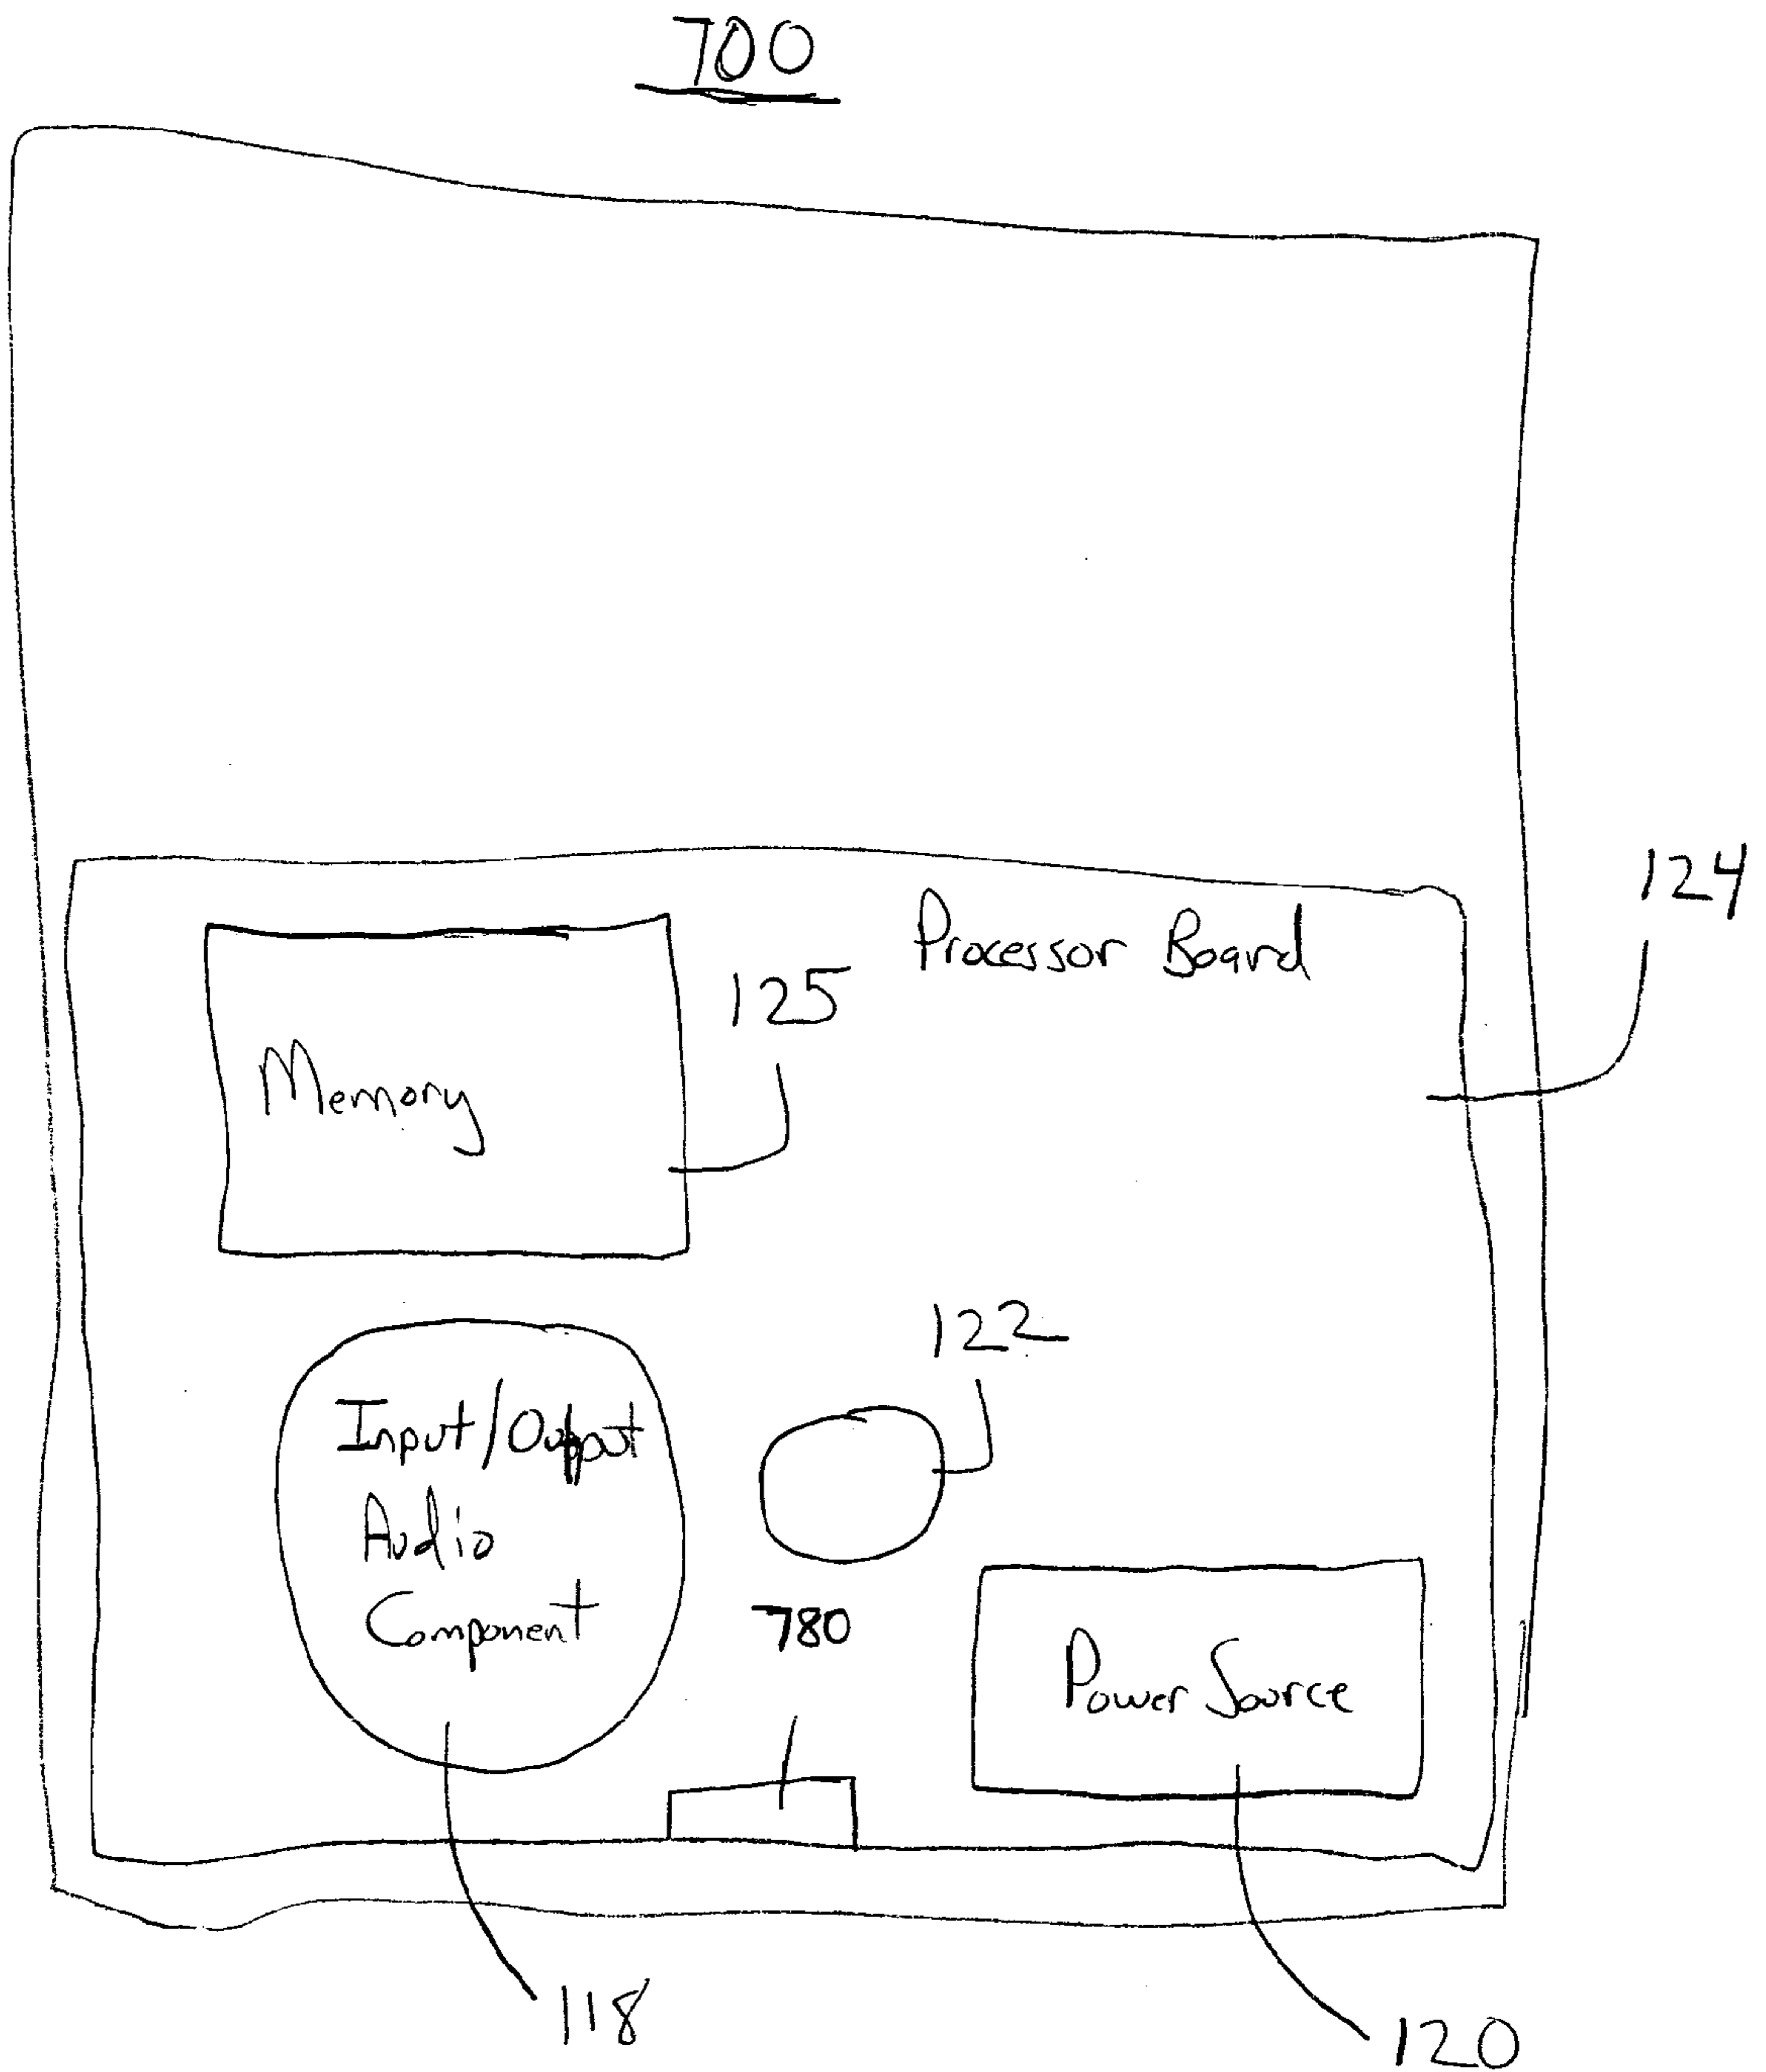 700
124
Processor Board
125
Memory
122
Input/Output
Audio
Component
780
Power Source
118
120